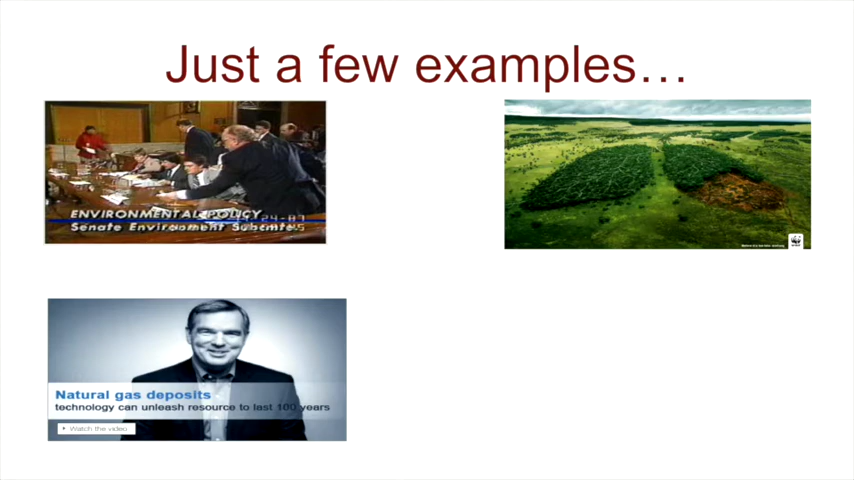 Just a few examples…
ENVIRONMENTAL POLICY
Senate Environment Subcmte.
Natural gas deposits
technology can unleash resource to last 100 years
Watch the video